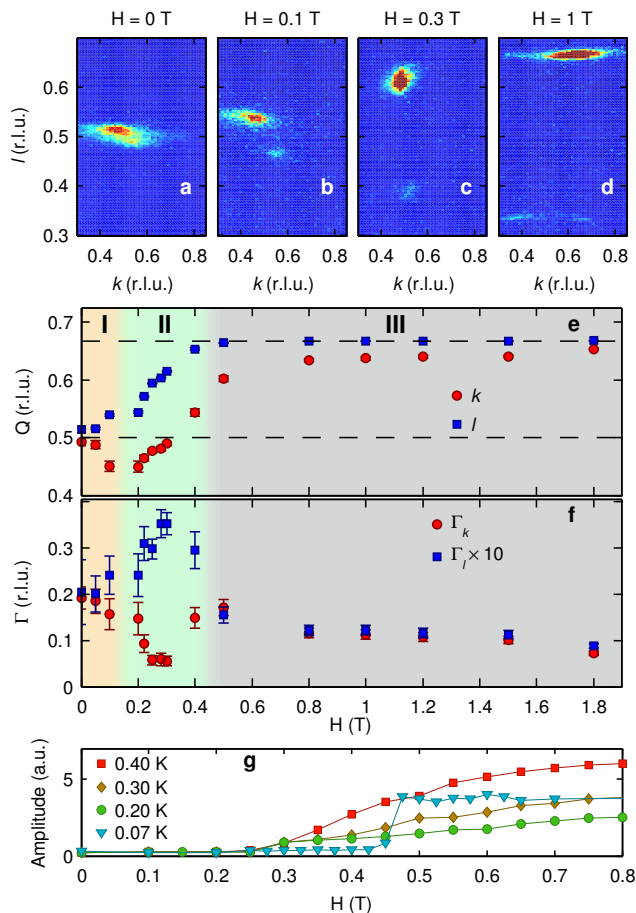 H = 0 T H = 0.1 T H = 0.3 T H = 1 T
l (r.l.u.)
0.6
0.5
0.4
0.3
a b c d
0.4 0.6 0.8 0.4 0.6 0.8 0.4 0.6 0.8 0.4 0.6 0.8
k (r.l.u.) k (r.l.u.) k (r.l.u.) k (r.l.u.)
I II III e
Q (r.l.u.)
0.7
0.6
0.5
0.4
k
l
f
Γ (r.l.u.)
0.3
0.2
0.1
0
Γk
Γl × 10
0 0.2 0.4 0.6 0.8 1 1.2 1.4 1.6 1.8
H (T)
g
Amplitude (a.u.)
5
0
0.40 K
0.30 K
0.20 K
0.07 K
0 0.1 0.2 0.3 0.4 0.5 0.6 0.7 0.8
H (T)